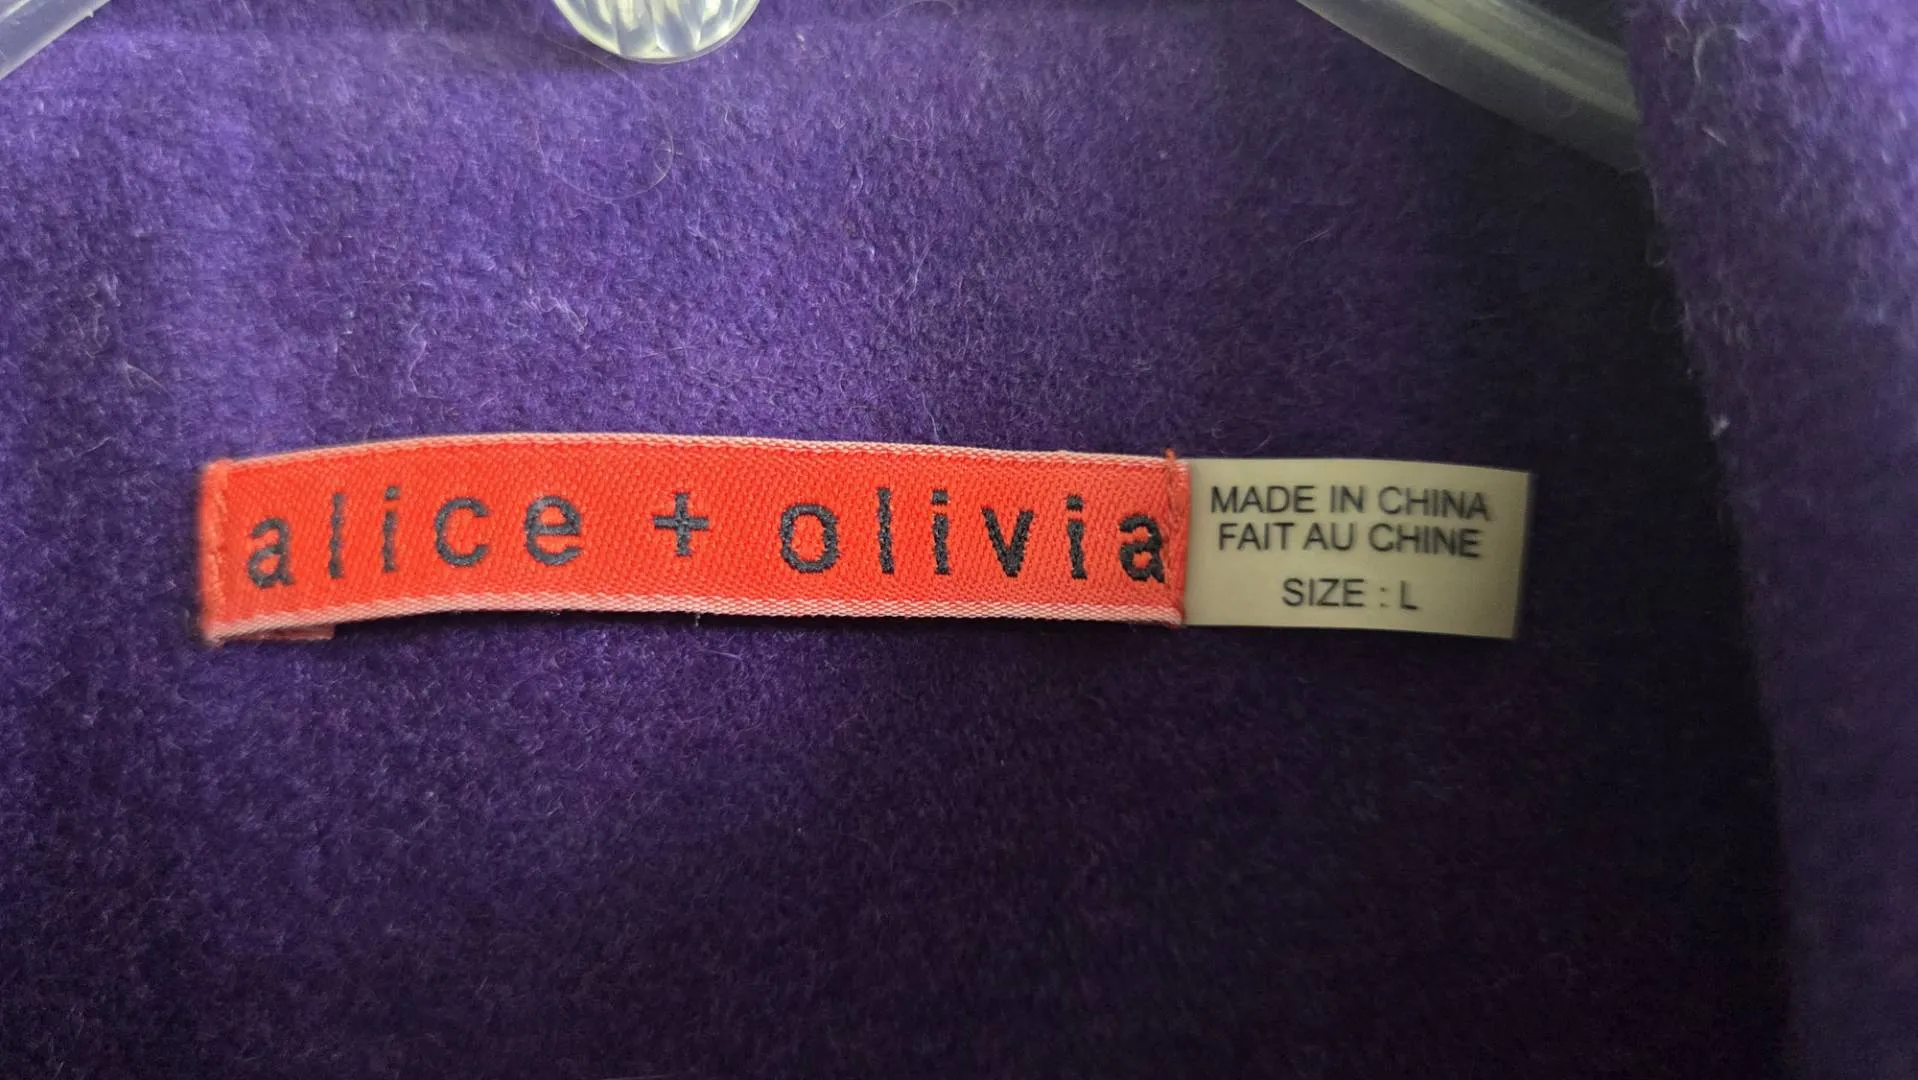 alice + olivia
MADE IN CHINA
FAIT AU CHINE
SIZE : L